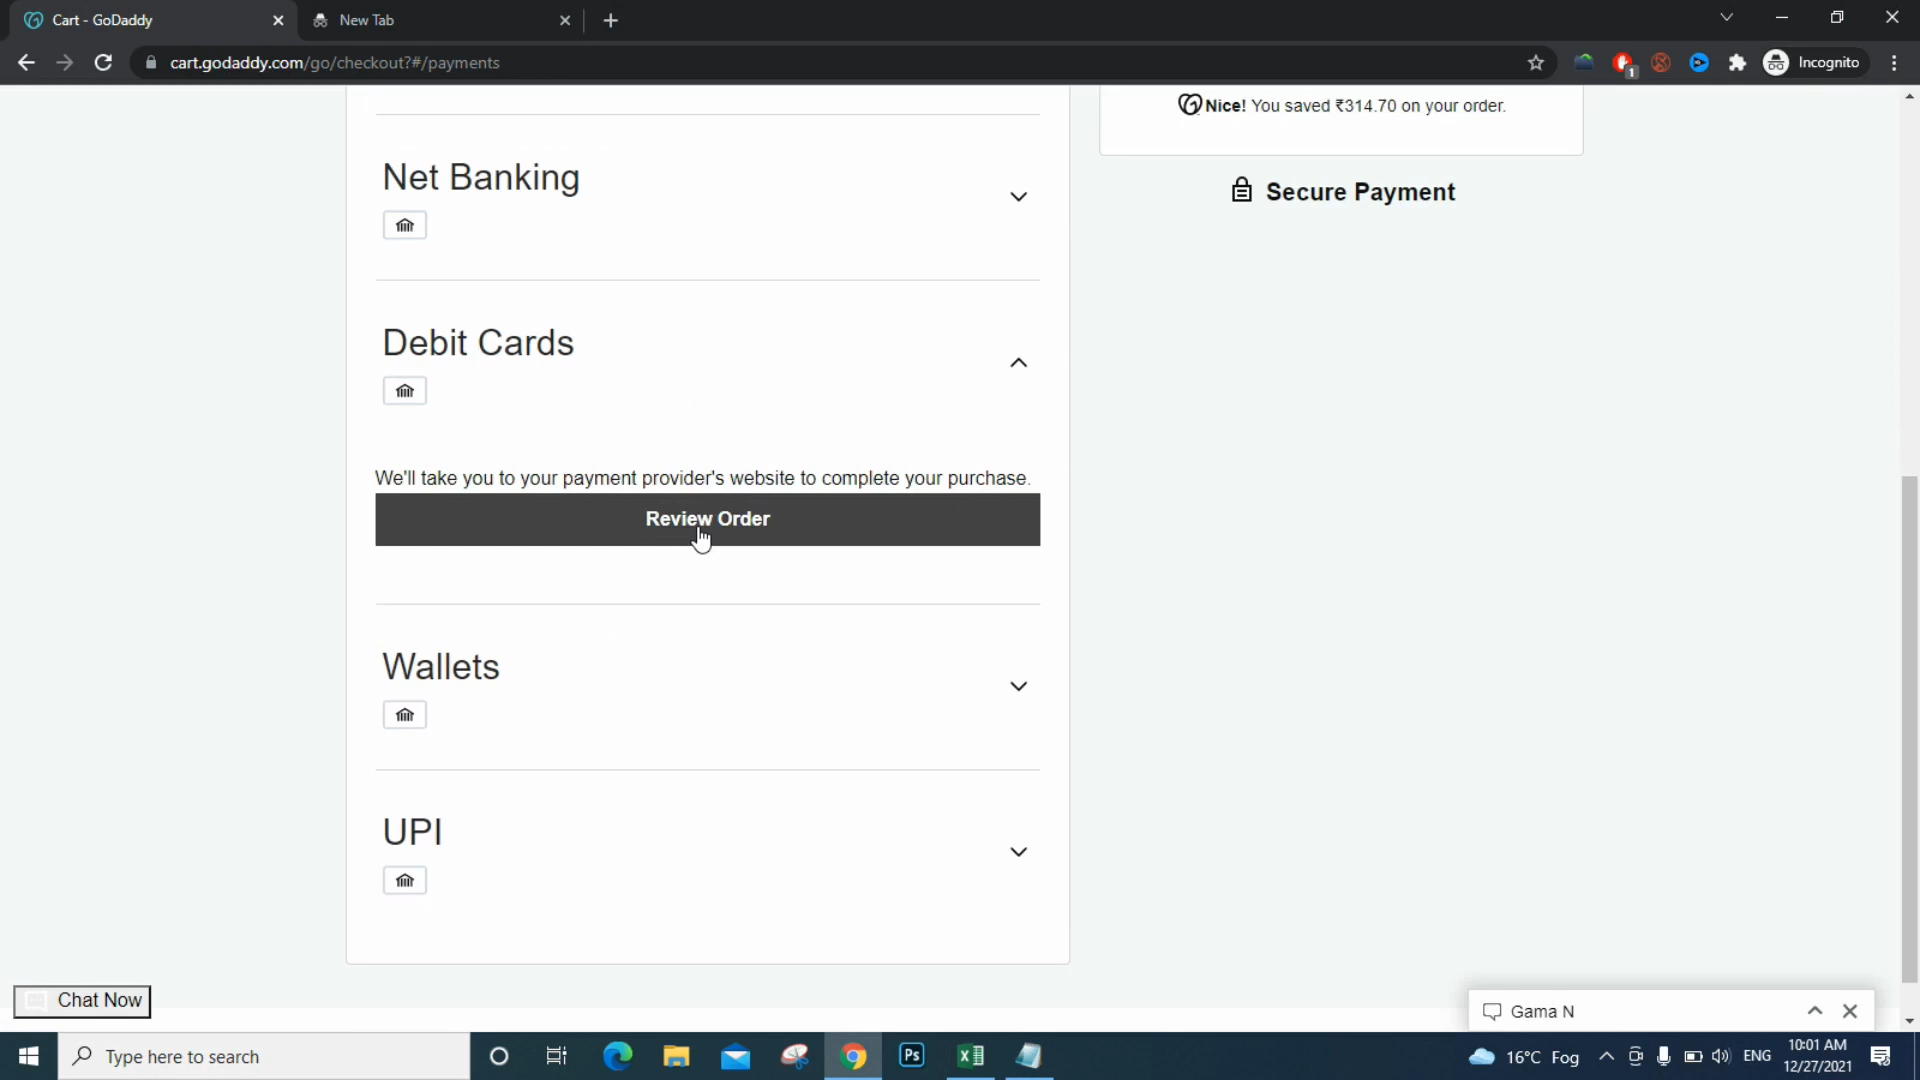 Cart - GoDaddy
New Tab
cart.godaddy.com/go/checkout?#/payments
1
Incognito
Nice! You saved ₹314.70 on your order.
Net Banking
Secure Payment
Debit Cards
We'll take you to your payment provider's website to complete your purchase.
Review Order
Wallets
UPI
Chat Now
Gama N
Type here to search
Ps
16°C Fog
ENG
10:01 AM
12/27/2021